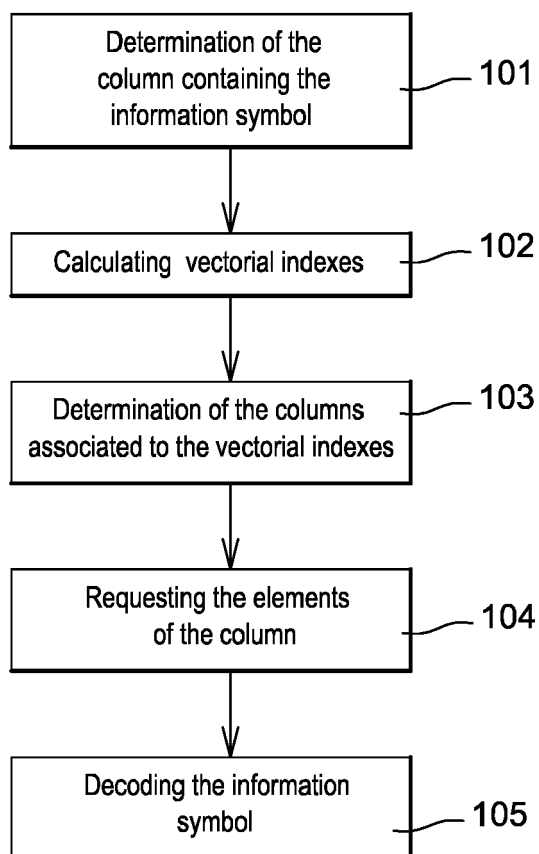 Determination of the
column containing the
information symbol
101
Calculating vectorial indexes
102
Determination of the columns
associated to the vectorial indexes
103
Requesting the elements
of the column
104
Decoding the information
symbol
105